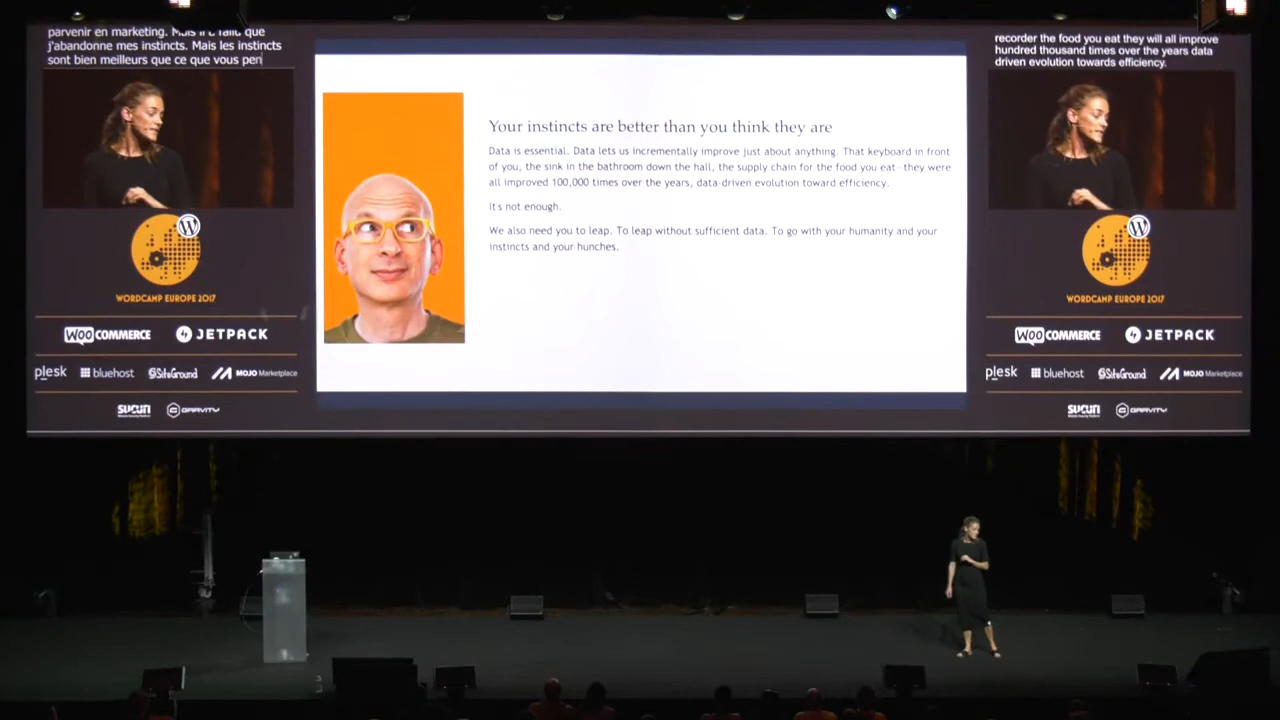 parvenir en marketing. Mais il a fallu que
j'abandonne mes instincts. Mais les instincts
sont bien meilleurs que ce que vous pen
WORDCAMP EUROPE 2017
WOO COMMERCE
JETPACK
plesk
bluehost
SiteGround
MOJO Marketplace
sucuri
GRAVITY
Your instincts are better than you think they are
Data is essential. Data lets us incrementally improve just about anything. That keyboard in front
of you, the sink in the bathroom down the hall, the supply chain for the food you eat—they were
all improved 100,000 times over the years, data-driven evolution toward efficiency.
It's not enough.
We also need you to leap. To leap without sufficient data. To go with your humanity and your
instincts and your hunches.
recorder the food you eat they will all improve
hundred thousand times over the years data
driven evolution towards efficiency.
WORDCAMP EUROPE 2017
WOO COMMERCE
JETPACK
plesk
bluehost
SiteGround
MOJO Marketplace
sucuri
GRAVITY